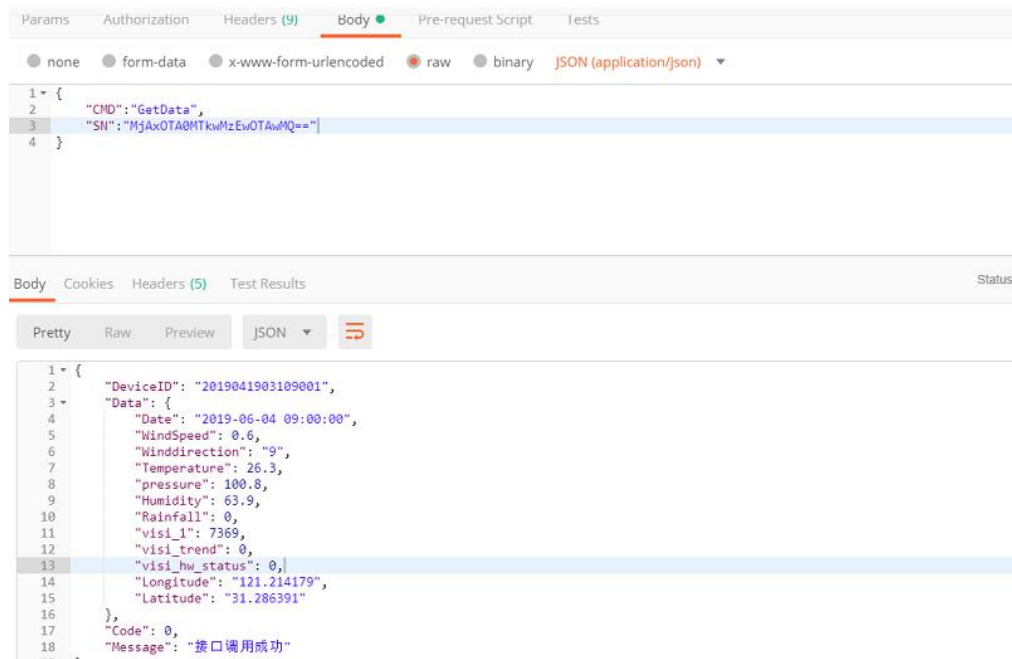 Params Authorization Headers (9) Body Pre-request Script Tests
none form-data x-www-form-urlencoded raw binary JSON (application/json)
1 {
2 "CMD":"GetData",
3 "SN":"MjAxOTA0MTkwMzEwOTAwMQ=="
4 }
Body Cookies Headers (5) Test Results Status
Pretty Raw Preview JSON
1 {
2 "DeviceID": "2019041903109001",
3 "Data": {
4 "Date": "2019-06-04 09:00:00",
5 "WindSpeed": 0.6,
6 "Winddirection": "9",
7 "Temperature": 26.3,
8 "pressure": 100.8,
9 "Humidity": 63.9,
10 "Rainfall": 0,
11 "visi_1": 7369,
12 "visi_trend": 0,
13 "visi_hw_status": 0,
14 "Longitude": "121.214179",
15 "Latitude": "31.286391"
16 },
17 "Code": 0,
18 "Message": "接口调用成功"